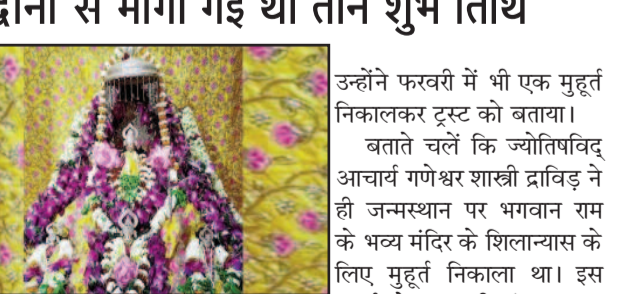 से मांगी गई थी तीन शुभ तिथि
उन्होंने फरवरी में भी एक मुहूर्त
निकालकर ट्रस्ट को बताया।
बताते चलें कि ज्योतिषविद्
आचार्य गणेश्वर शास्त्री द्राविड़ ने
ही जन्मस्थान पर भगवान राम
के भव्य मंदिर के शिलान्यास के
लिए मुहूर्त निकाला था। इस